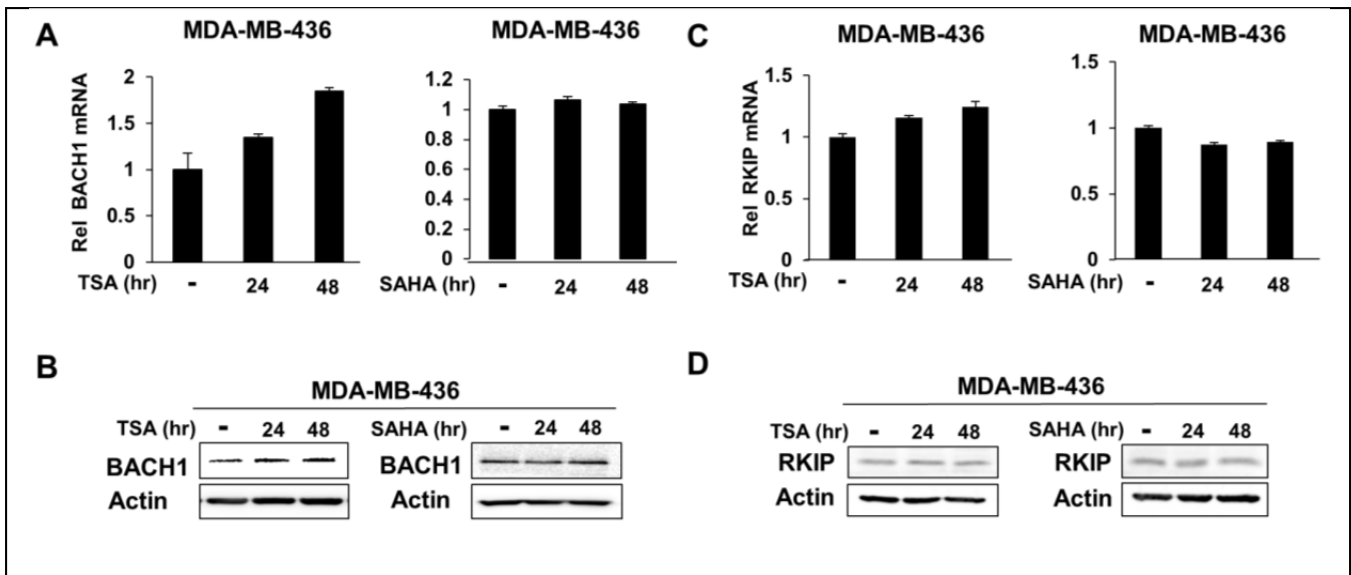 A
MDA-MB-436
Rel BACH1 mRNA
2
1.5
1
0.5
0
TSA (hr) - 24 48
MDA-MB-436
1.2
1
0.8
0.6
0.4
0.2
0
SAHA (hr) - 24 48
C
MDA-MB-436
Rel RKIP mRNA
1.5
1
0.5
0
TSA (hr) - 24 48
MDA-MB-436
1.5
1
0.5
0
SAHA (hr) - 24 48
B
MDA-MB-436
TSA (hr) - 24 48
BACH1
Actin
SAHA (hr) - 24 48
BACH1
Actin
D
MDA-MB-436
TSA (hr) - 24 48
RKIP
Actin
SAHA (hr) - 24 48
RKIP
Actin